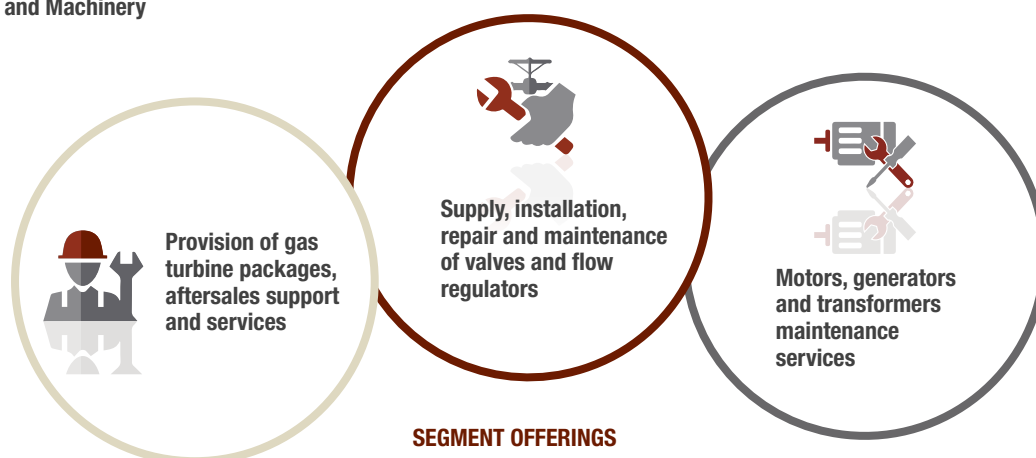 and Machinery
Provision of gas
turbine packages,
aftersales support
and services
Supply, installation,
repair and maintenance
of valves and flow
regulators
Motors, generators
and transformers
maintenance
services
SEGMENT OFFERINGS